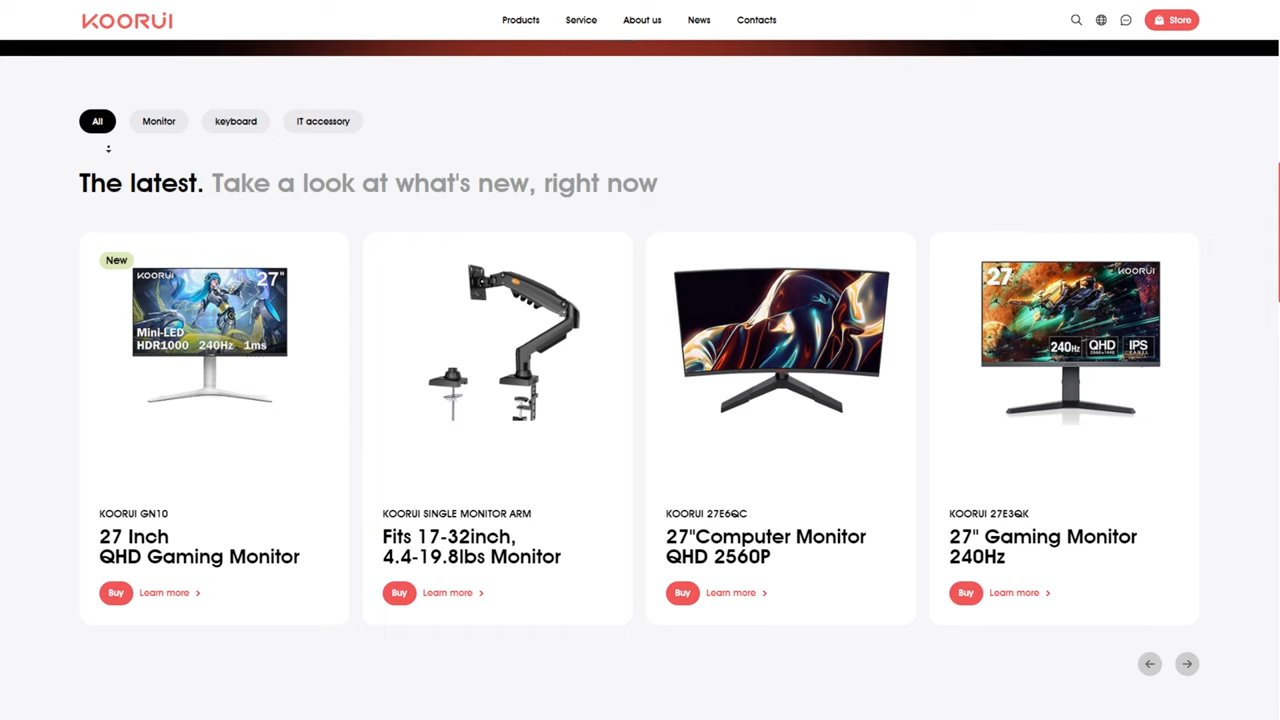 KOORUI
Products Service About us News Contacts
Store
All Monitor keyboard IT accessory
The latest. Take a look at what's new, right now
New
KOORUI 27"
Mini-LED
HDR1000 240Hz 1ms
KOORUI GN10
27 Inch
QHD Gaming Monitor
Buy Learn more
KOORUI SINGLE MONITOR ARM
Fits 17-32inch,
4.4-19.8lbs Monitor
Buy Learn more
KOORUI 27E6QC
27"Computer Monitor
QHD 2560P
Buy Learn more
27" KOORUI
240Hz QHD IPS
KOORUI 27E3QK
27" Gaming Monitor
240Hz
Buy Learn more